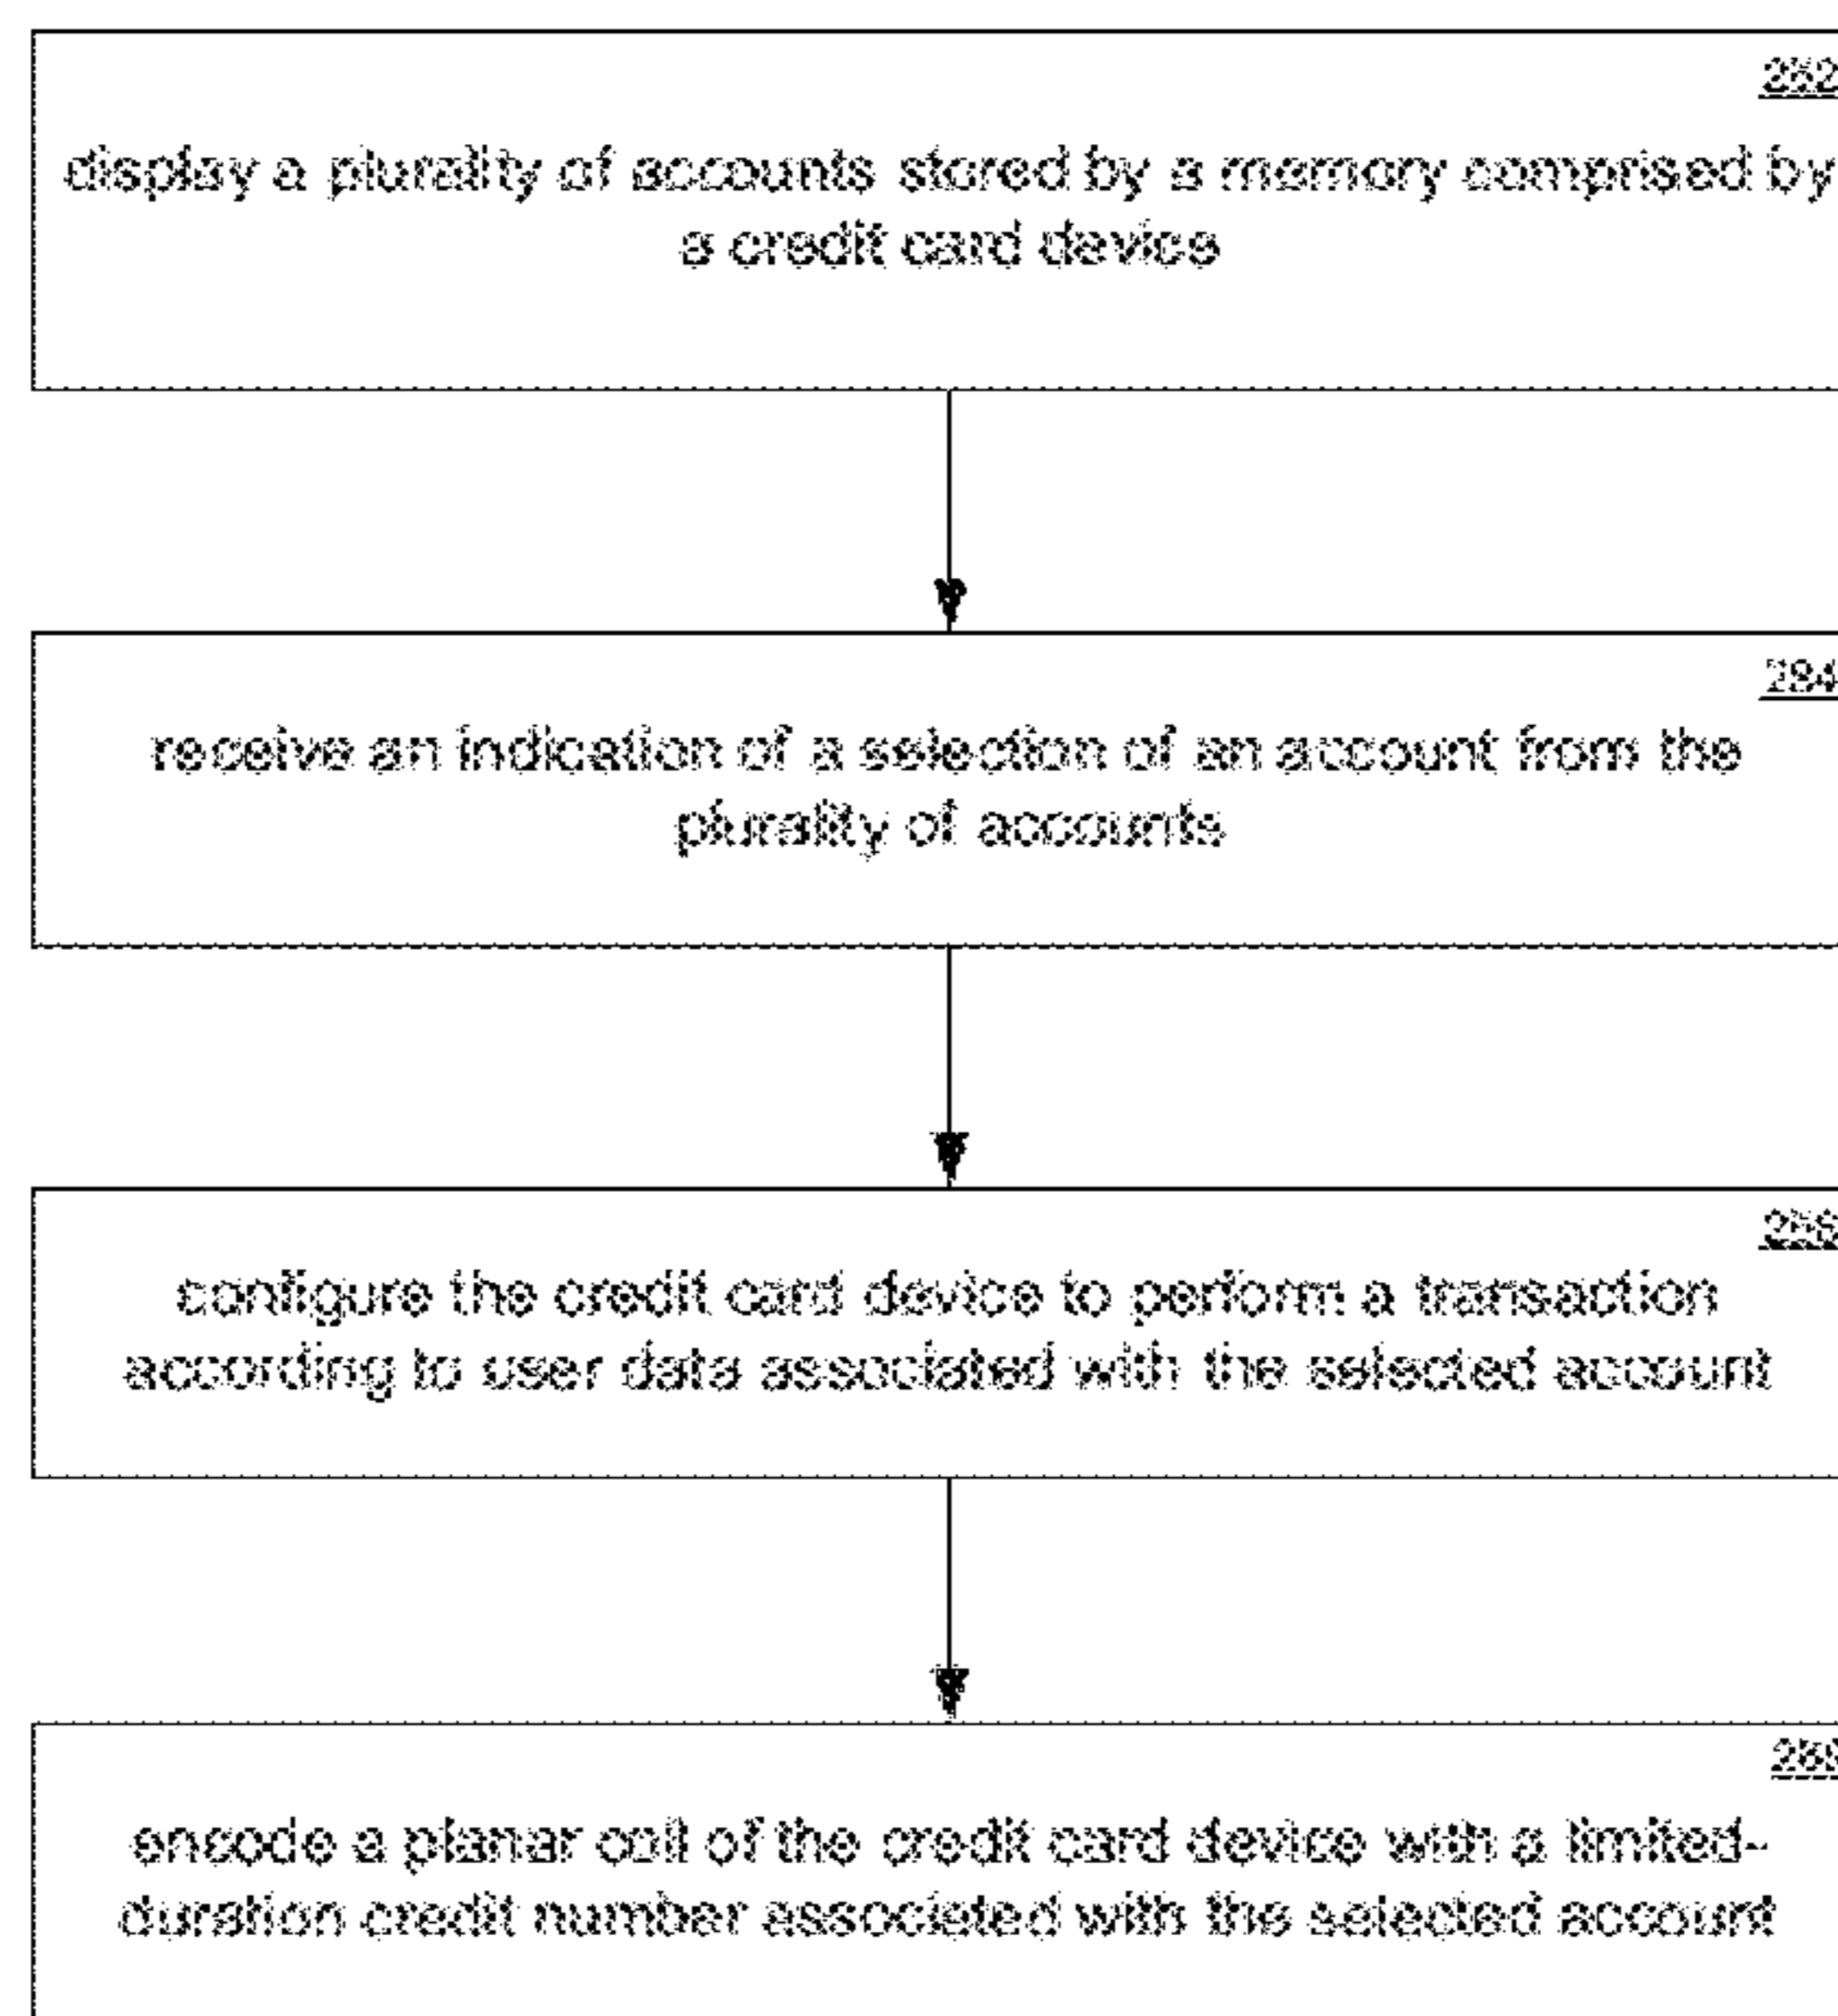 282
display a plurality of accounts stored by a memory comprised by
a credit card device
284
receive an indication of a selection of an account from the
plurality of accounts
configure the credit card device to perform a transaction
according to user data associated with the selected account
encode a planar coil of the credit card device with a limited-
duration credit number associated with the selected account